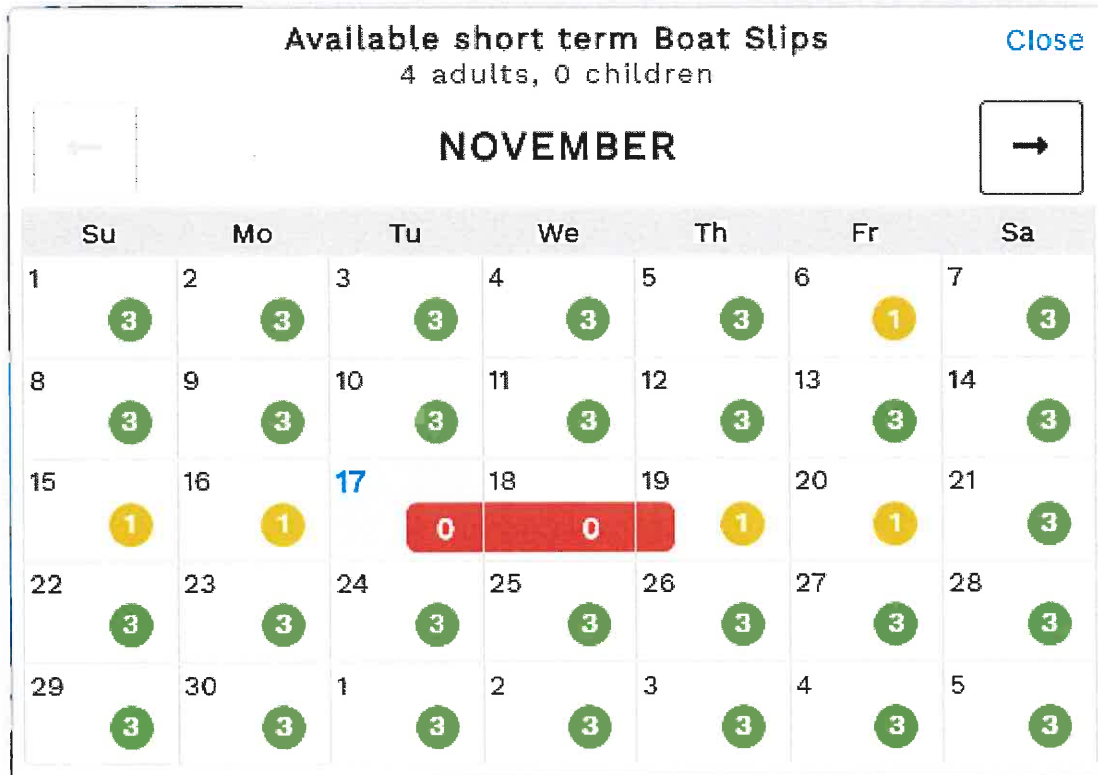 Available short term Boat Slips
Close
4 adults, 0 children
←
NOVEMBER
→
Su Mo Tu We Th Fr Sa
1 2 3 4 5 6 7
3 3 3 3 3 1 3
8 9 10 11 12 13 14
3 3 3 3 3 3 3
15 16 17 18 19 20 21
1 1 0 0 1 1 3
22 23 24 25 26 27 28
3 3 3 3 3 3 3
29 30 1 2 3 4 5
3 3 3 3 3 3 3